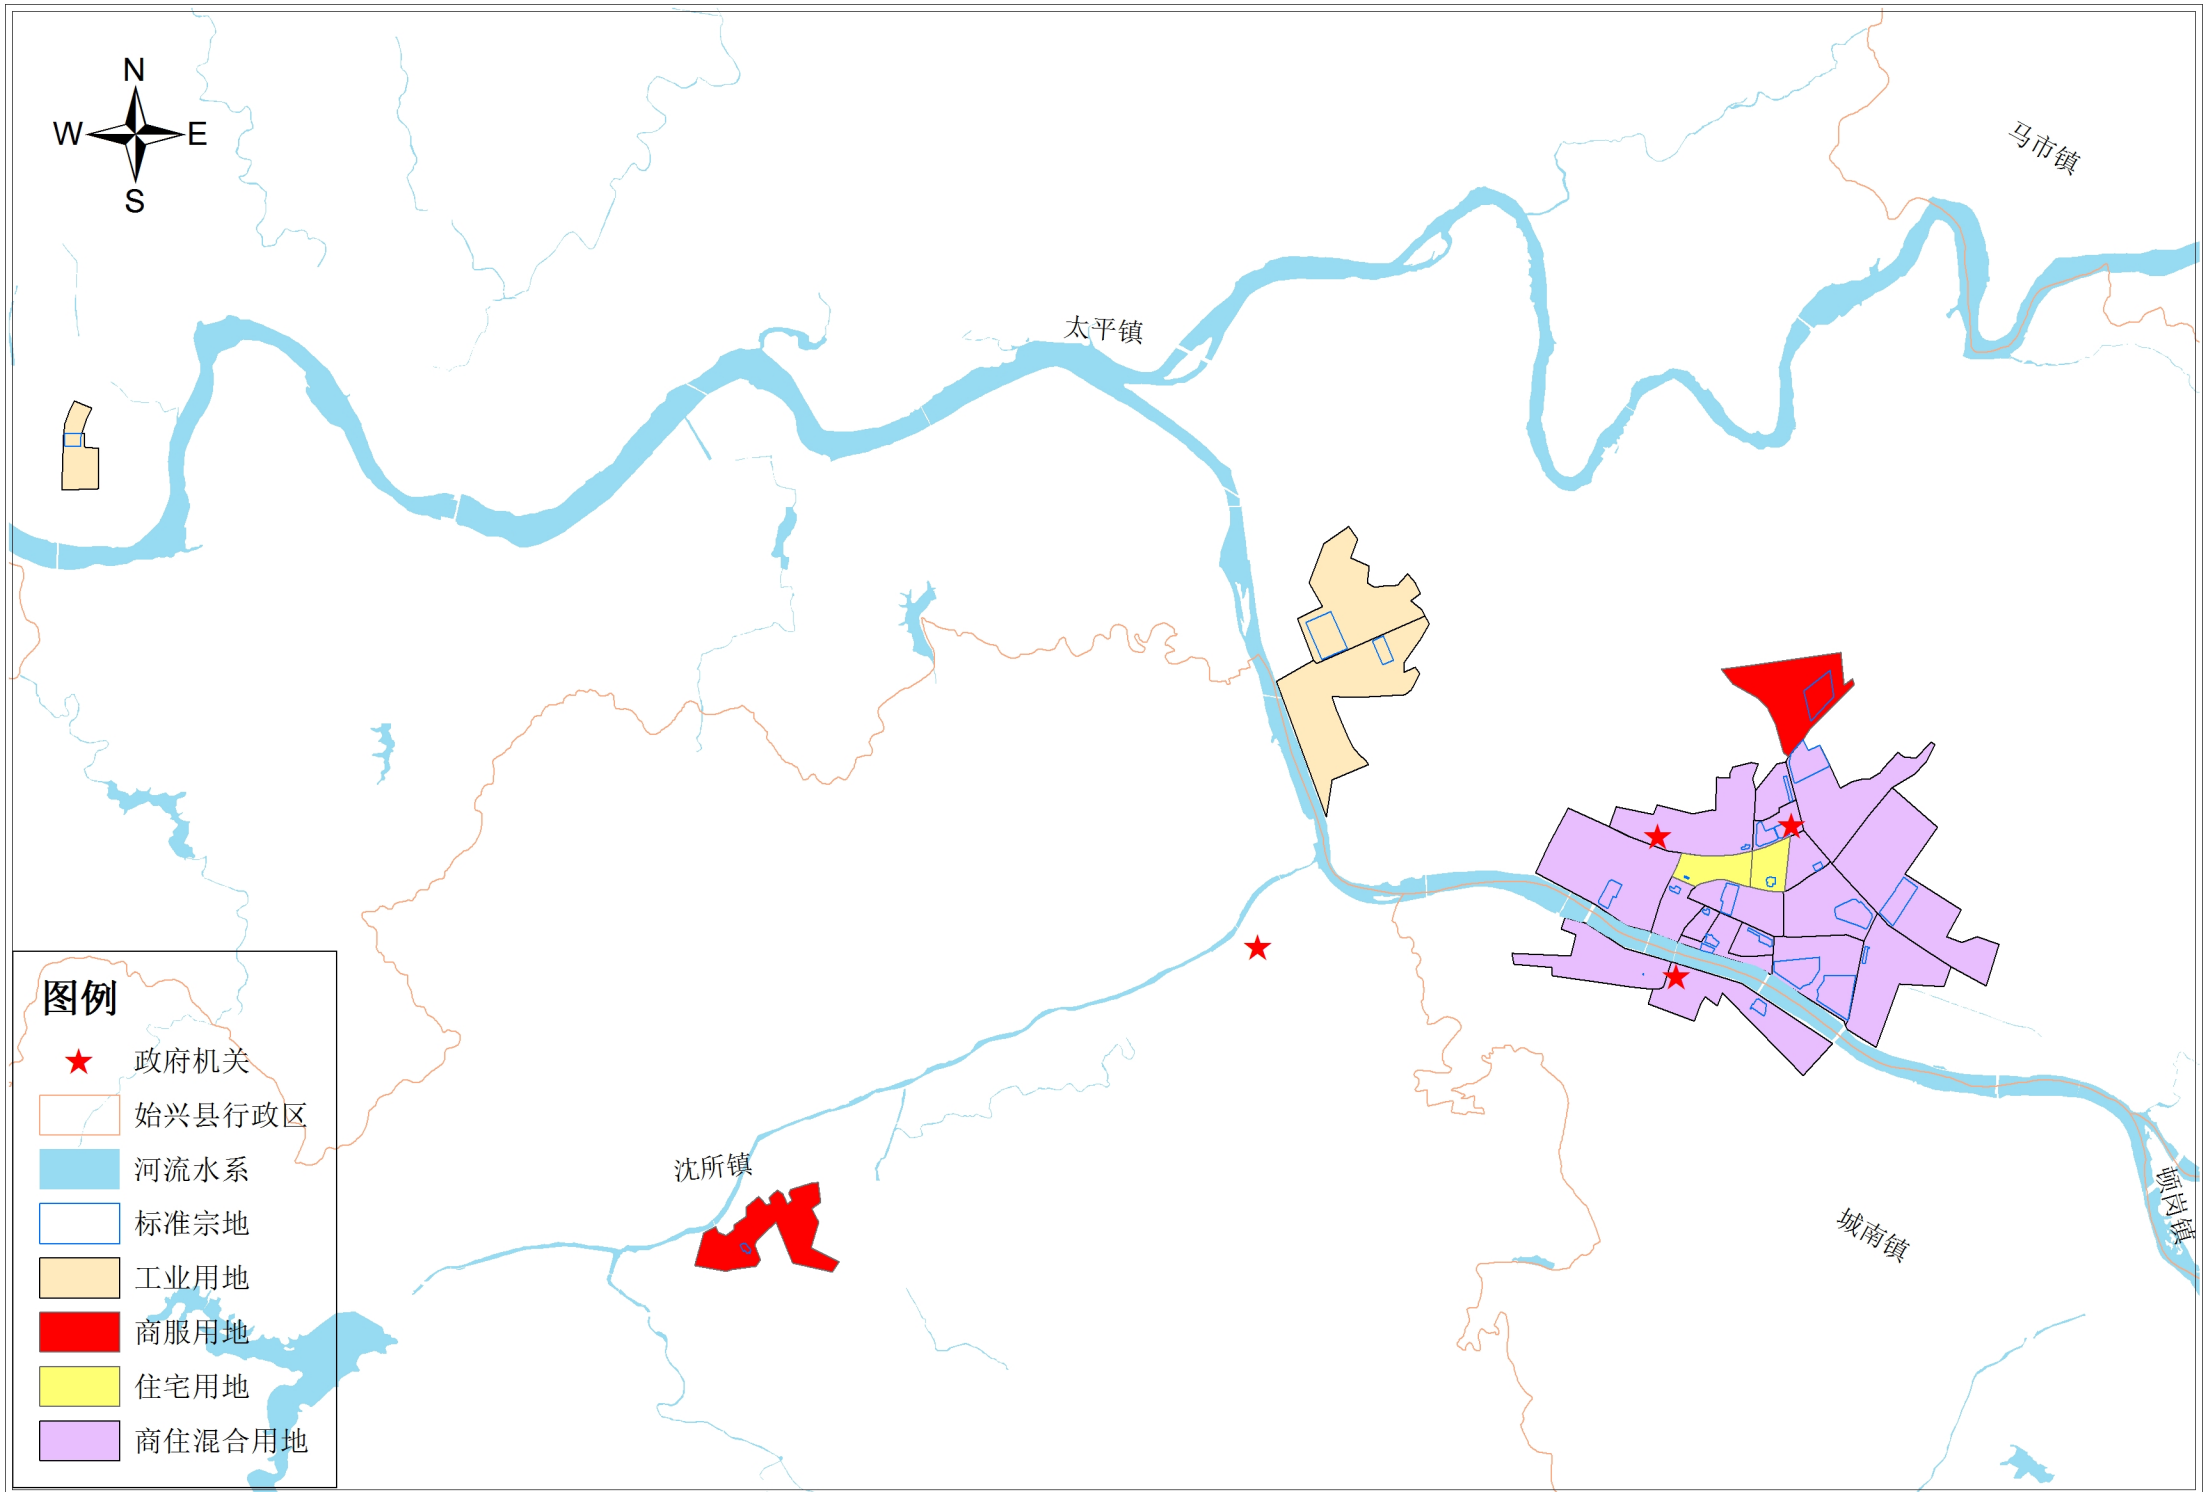 N
W
E
S
马市镇
太平镇
沈所镇
城南镇
顿岗镇
图例
政府机关
始兴县行政区
河流水系
标准宗地
工业用地
商服用地
住宅用地
商住混合用地